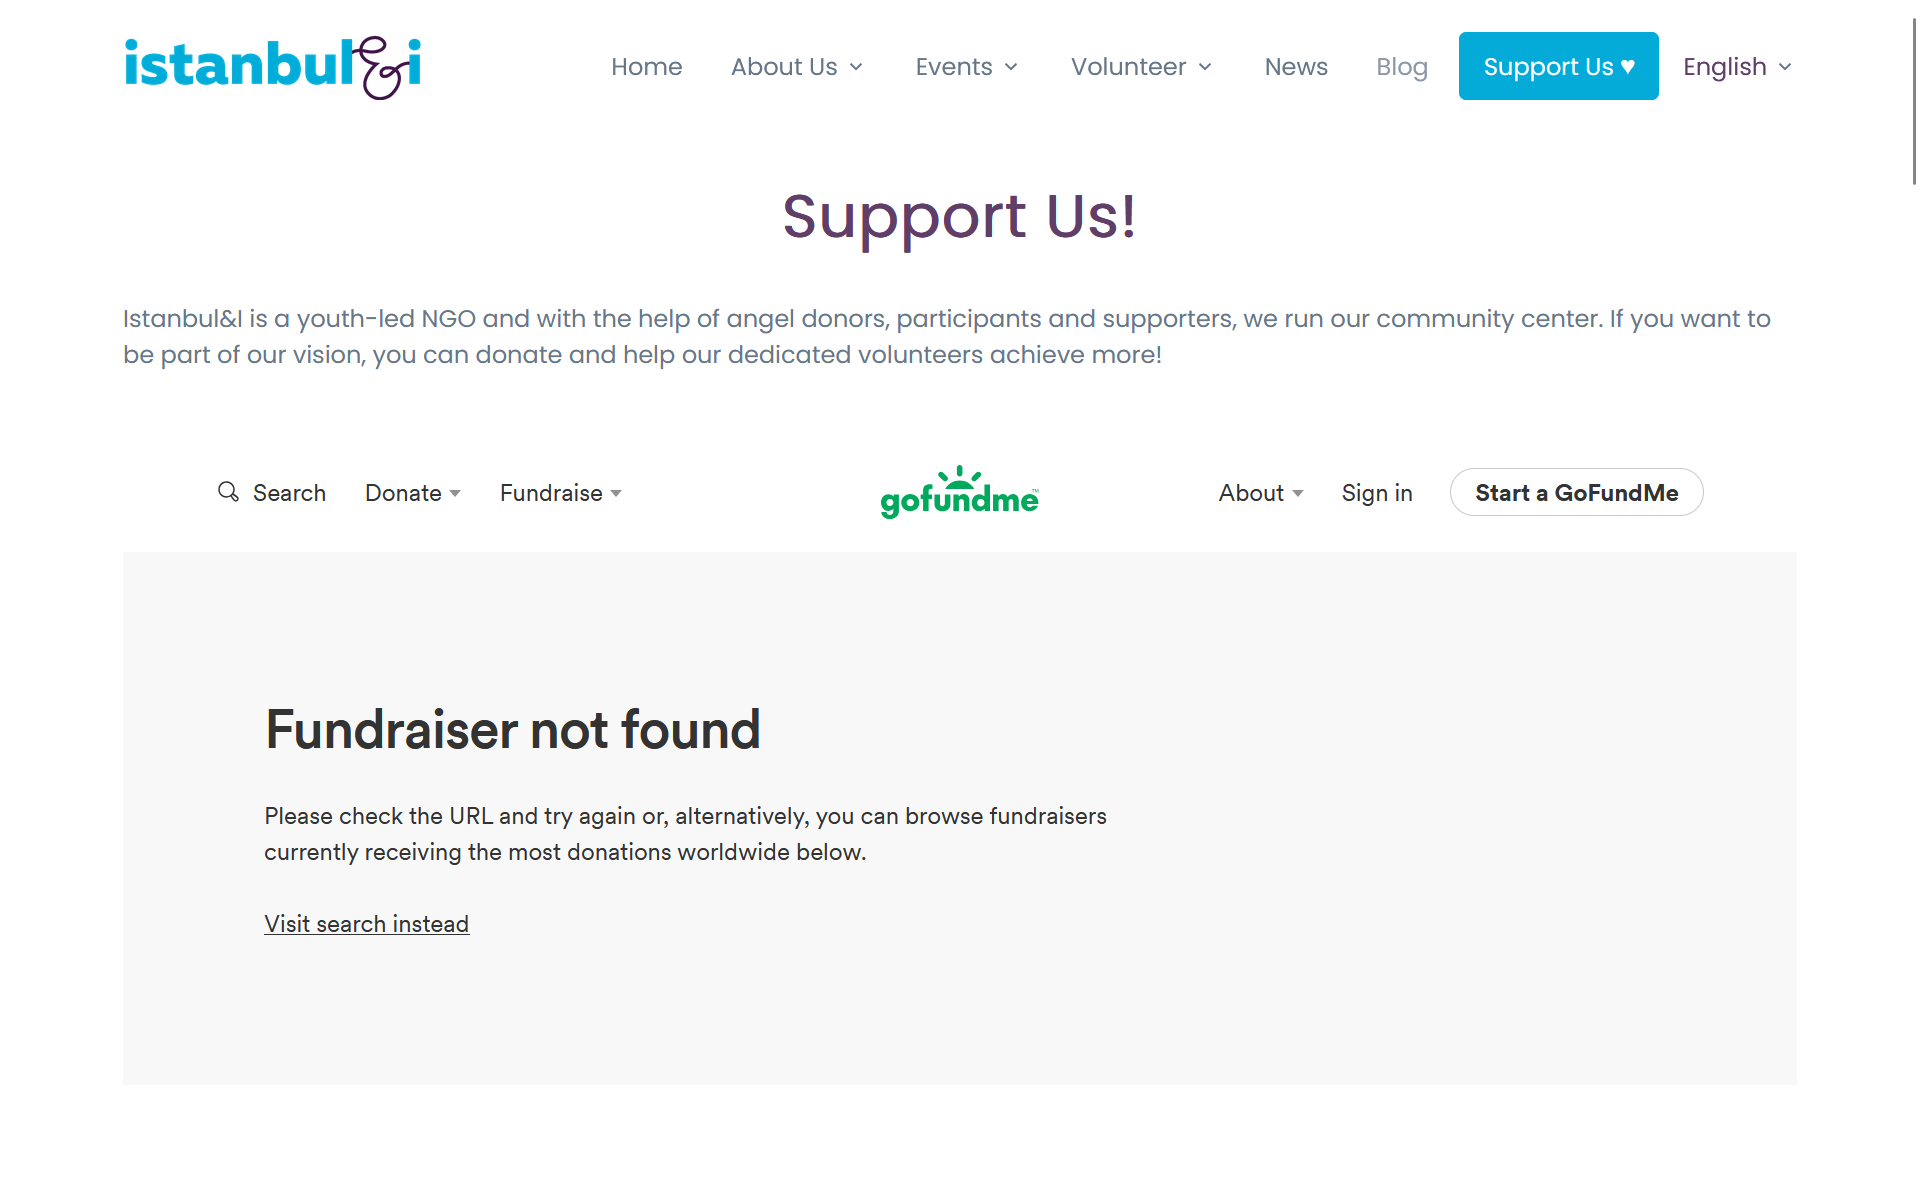 istanbul&i
Home About Us Events Volunteer News Blog Support Us ♥ English
Support Us!
Istanbul&I is a youth-led NGO and with the help of angel donors, participants and supporters, we run our community center. If you want to
be part of our vision, you can donate and help our dedicated volunteers achieve more!
Search Donate Fundraise gofundme™ About Sign in Start a GoFundMe
Fundraiser not found
Please check the URL and try again or, alternatively, you can browse fundraisers
currently receiving the most donations worldwide below.
Visit search instead